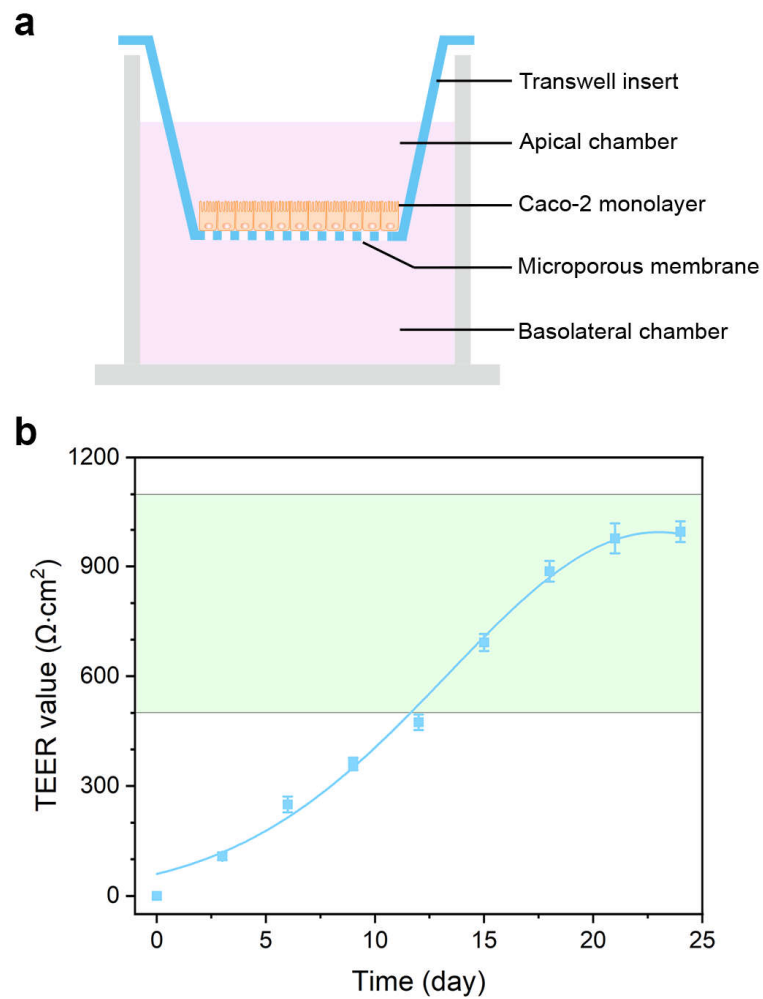 a
Transwell insert
Apical chamber
Caco-2 monolayer
Microporous membrane
Basolateral chamber
b
TEER value (Ω·cm²)
1200
900
600
300
0
0 5 10 15 20 25
Time (day)